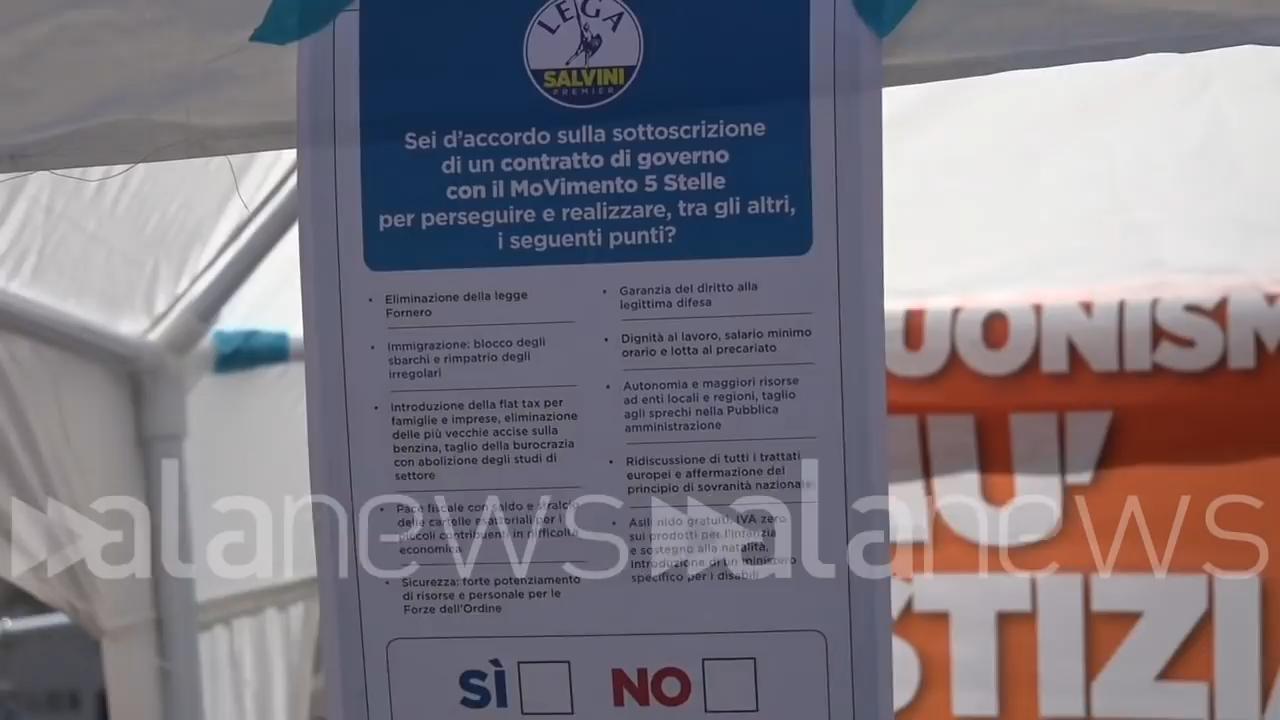 LEGA
SALVINI
PREMIER
Sei d'accordo sulla sottoscrizione
di un contratto di governo
con il MoVimento 5 Stelle
per perseguire e realizzare, tra gli altri,
i seguenti punti?
• Eliminazione della legge
Fornero
• Immigrazione: blocco degli
sbarchi e rimpatrio degli
irregolari
• Introduzione della flat tax per
famiglie e imprese, eliminazione
delle più vecchie accise sulla
benzina, taglio della burocrazia
con abolizione degli studi di
settore
• Pace fiscale con saldo e stralcio
delle cartelle esattoriali per i
piccoli contribuenti in difficoltà
economica
• Sicurezza: forte potenziamento
di risorse e personale per le
Forze dell'Ordine
• Garanzia del diritto alla
legittima difesa
• Dignità al lavoro, salario minimo
orario e lotta al precariato
• Autonomia e maggiori risorse
ad enti locali e regioni, taglio
agli sprechi nella Pubblica
amministrazione
• Ridiscussione di tutti i trattati
europei e affermazione del
principio di sovranità nazionale
• Asili nido gratuiti, IVA zero
sui prodotti per l'infanzia
e sostegno alla natalità,
introduzione di un ministero
specifico per i disabili
SÌ NO
UONISM
U'
STIZIA
alanews alanews